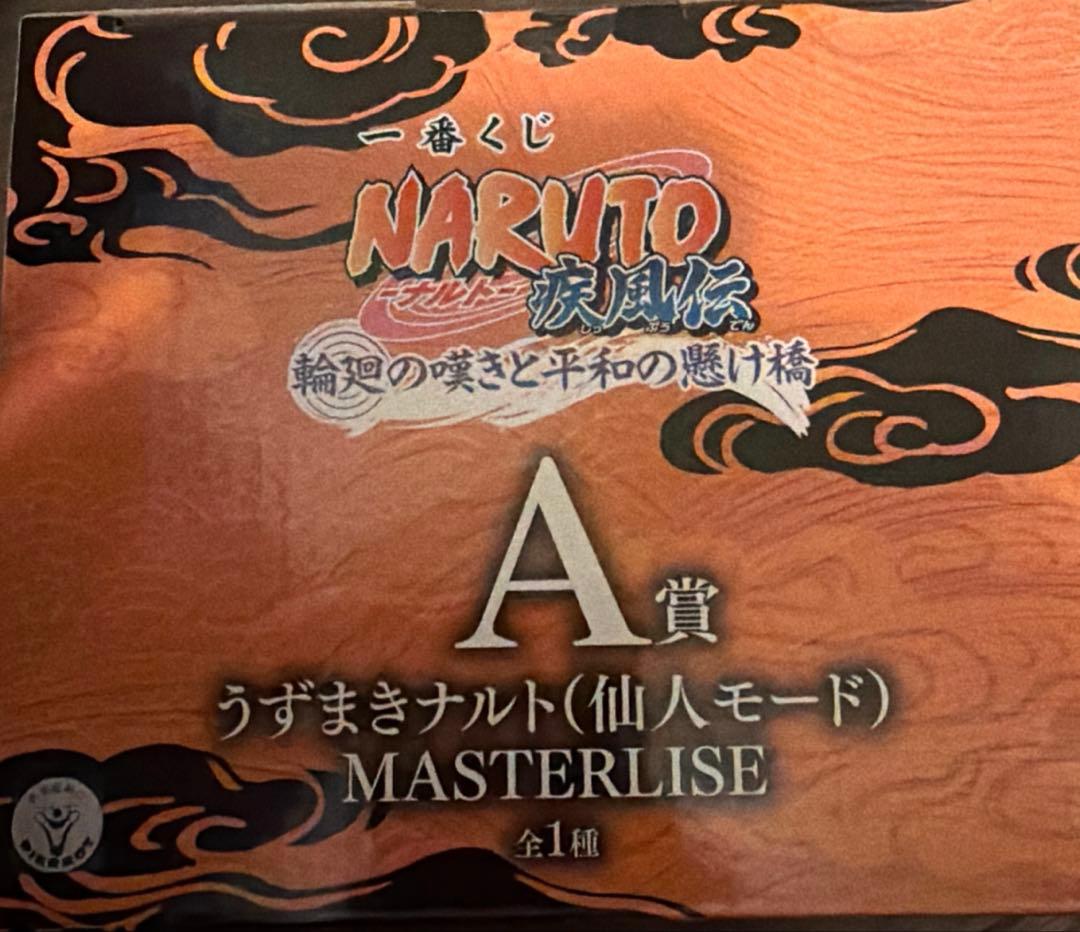 一番くじ
NARUTO
-ナルト-
疾風伝
しっぷうでん
輪廻の嘆きと平和の懸け橋
A賞
うずまきナルト(仙人モード)
MASTERLISE
全1種